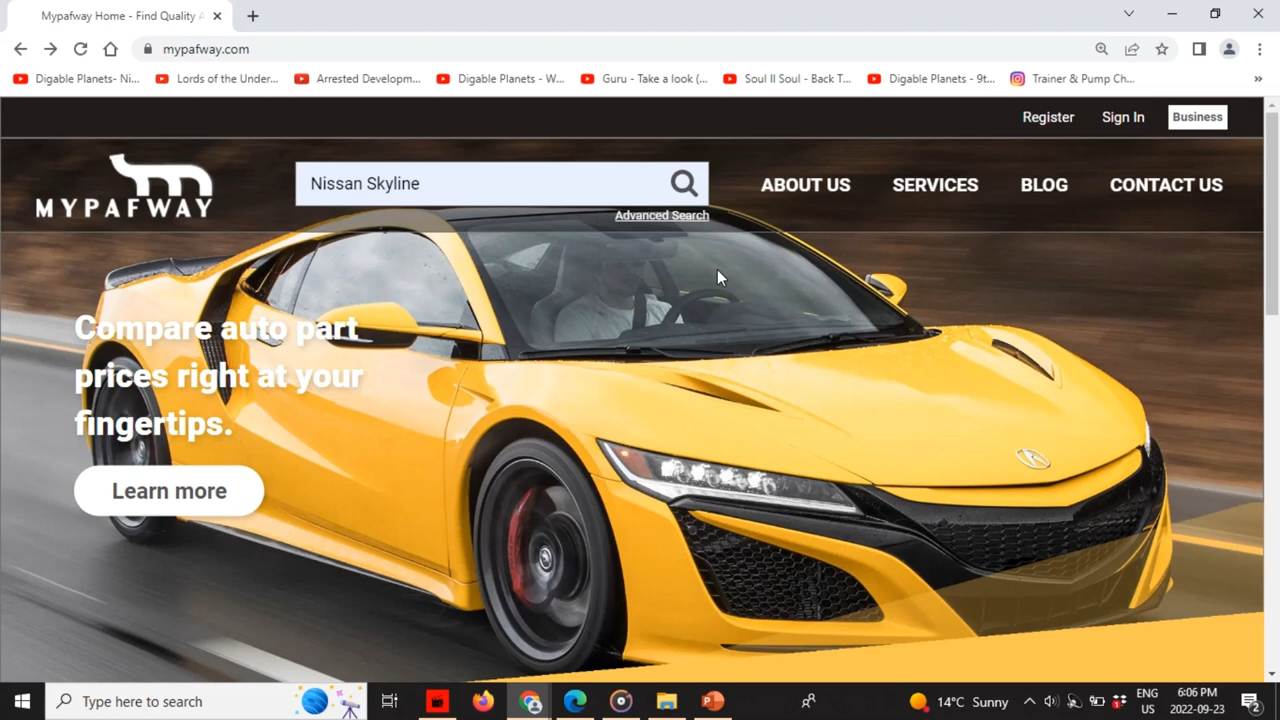 Mypafway Home - Find Quality A
mypafway.com
Digable Planets- Ni...
Lords of the Under...
Arrested Developm...
Digable Planets - W...
Guru - Take a look (...
Soul II Soul - Back T...
Digable Planets - 9t...
Trainer & Pump Ch...
»
Register
Sign In
Business
MYPAFWAY
Nissan Skyline
Advanced Search
ABOUT US
SERVICES
BLOG
CONTACT US
Compare auto part
prices right at your
fingertips.
Learn more
Type here to search
14°C Sunny
ENG
US
6:06 PM
2022-09-23
2